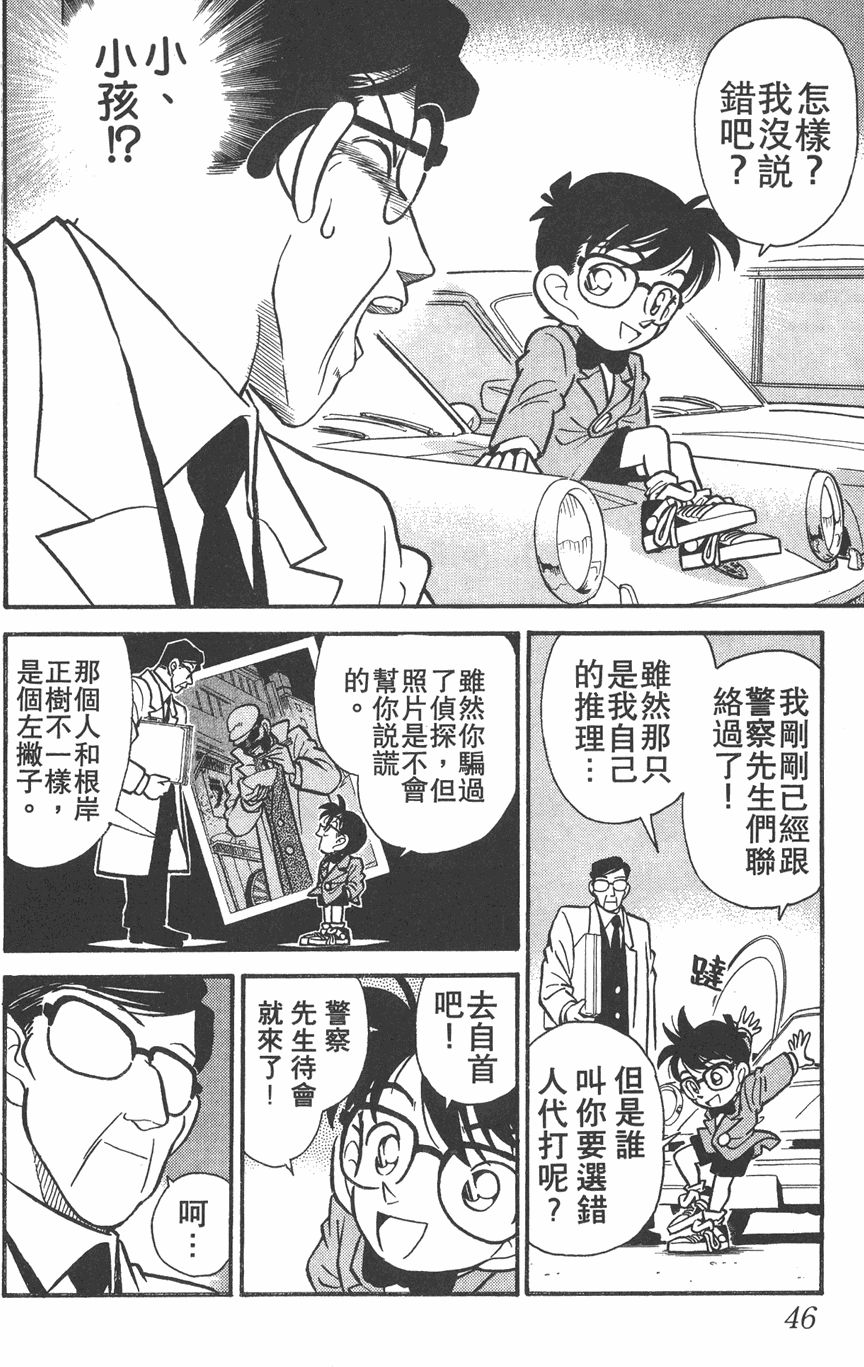 怎樣？
我沒說
錯吧？
小、
小孩!?
我剛剛已經跟
警察先生們聯
絡過了！
雖然那只
是我自己
的推理…
躂
但是誰
叫你要選錯
人代打呢？
雖然你騙過
了偵探，但
照片是不會
幫你說謊
的。
那個人和根岸
正樹不一樣，
是個左撇子。
去自首
吧！
警察
先生待會
就來了！
呵…
46